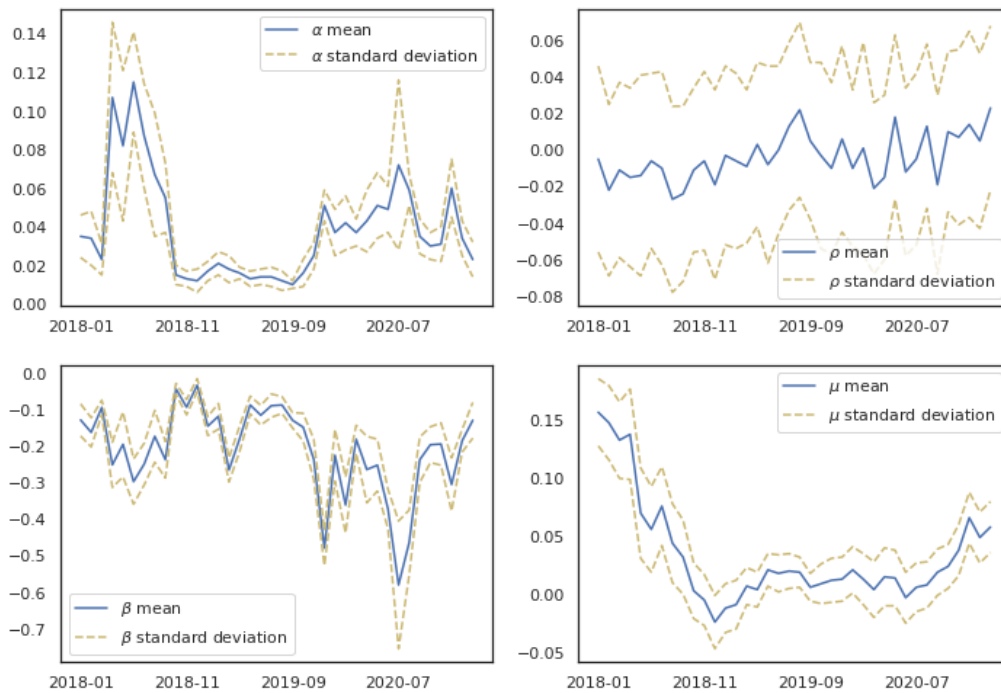 0.14
0.12
0.10
0.08
0.06
0.04
0.02
0.00
α mean
α standard deviation
2018-01 2018-11 2019-09 2020-07
0.06
0.04
0.02
0.00
−0.02
−0.04
−0.06
−0.08
ρ mean
ρ standard deviation
2018-01 2018-11 2019-09 2020-07
0.0
−0.1
−0.2
−0.3
−0.4
−0.5
−0.6
−0.7
β mean
β standard deviation
2018-01 2018-11 2019-09 2020-07
0.15
0.10
0.05
0.00
−0.05
μ mean
μ standard deviation
2018-01 2018-11 2019-09 2020-07